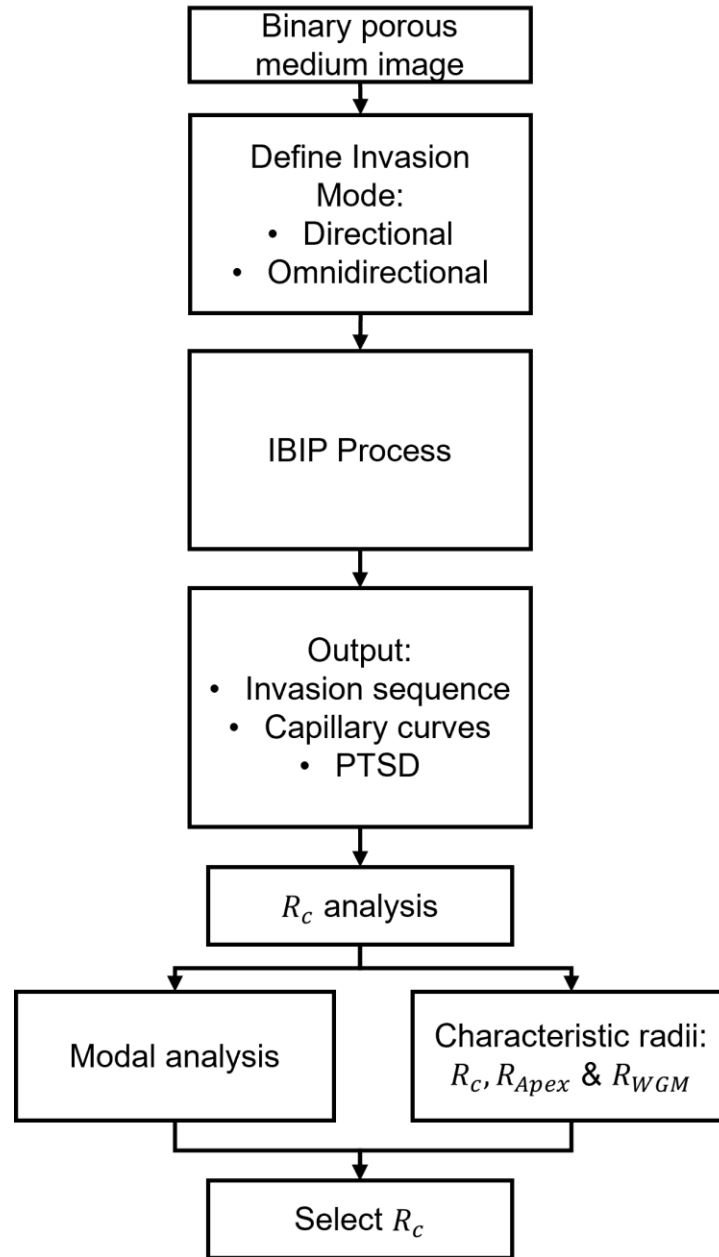 Binary porous
medium image
Define Invasion
Mode:
• Directional
• Omnidirectional
IBIP Process
Output:
• Invasion sequence
• Capillary curves
• PTSD
R_c analysis
Modal analysis
Characteristic radii:
R_c, R_Apex & R_WGM
Select R_c